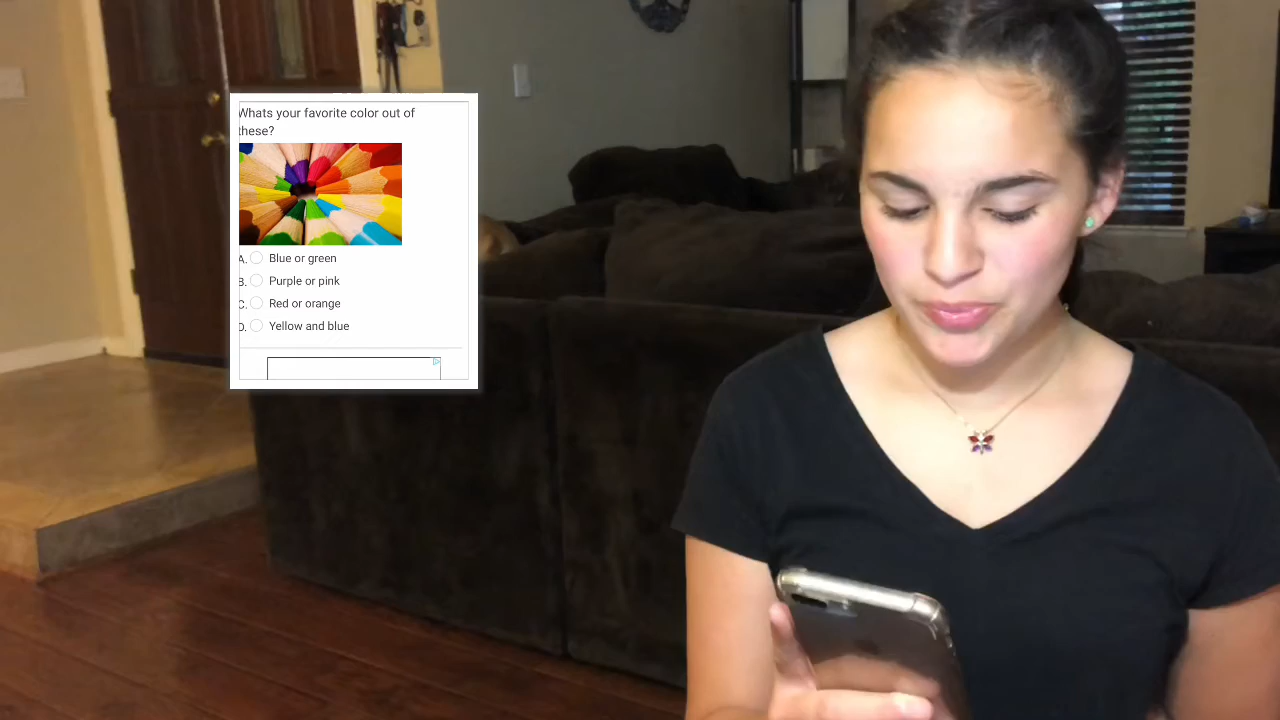 Whats your favorite color out of
these?
A. Blue or green
B. Purple or pink
C. Red or orange
D. Yellow and blue